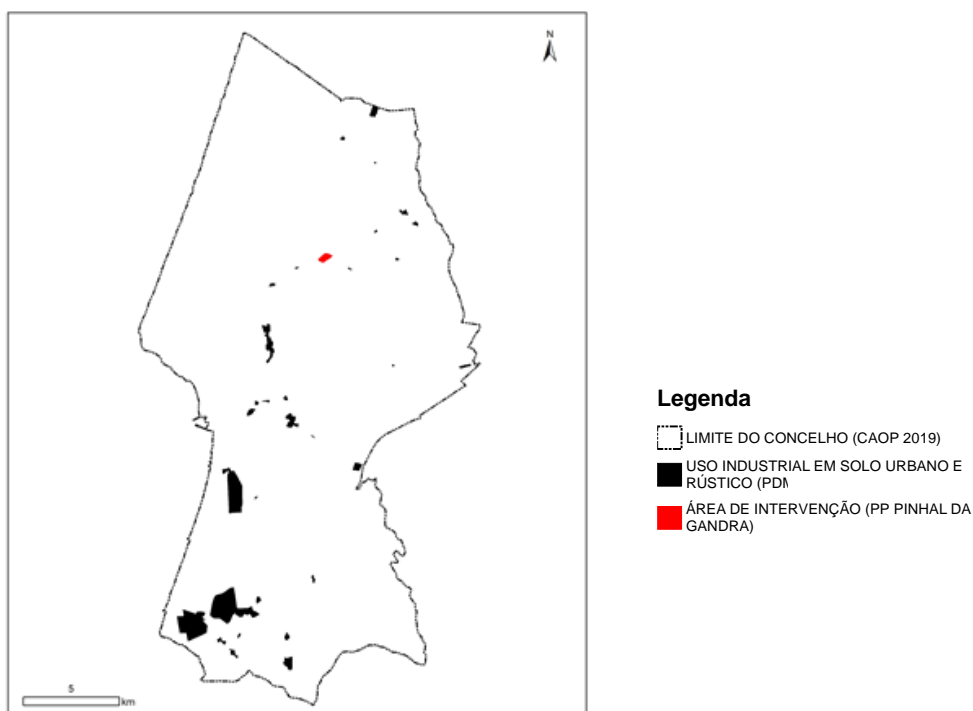 N
5
km
Legenda
LIMITE DO CONCELHO (CAOP 2019)
USO INDUSTRIAL EM SOLO URBANO E
RÚSTICO (PDM
ÁREA DE INTERVENÇÃO (PP PINHAL DA
GANDRA)